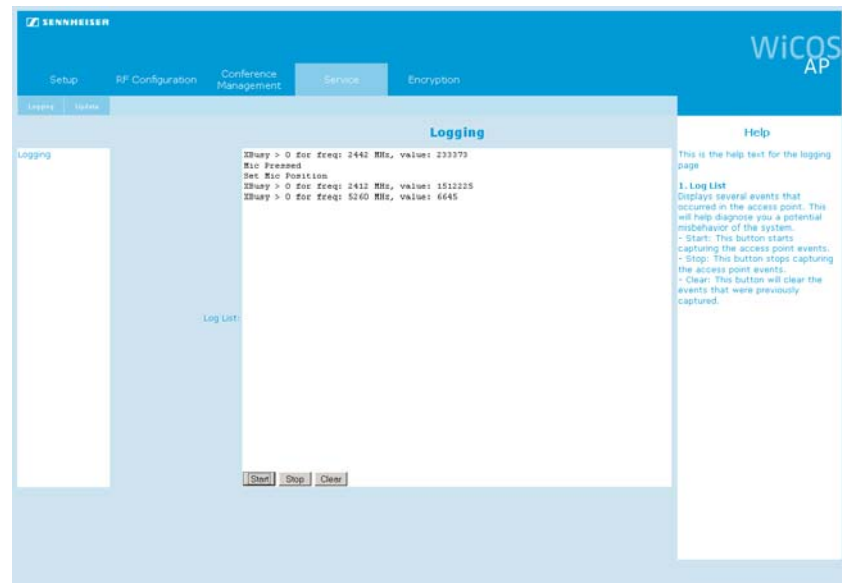 SENNHEISER
WiCOS
AP
Setup
RF Configuration
Conference
Management
Service
Encryption
Logging
Update
Logging
Help
Logging
XBusy > 0 for freq: 2442 MHz, value: 233373
Mic Pressed
Set Mic Position
XBusy > 0 for freq: 2412 MHz, value: 1512225
XBusy > 0 for freq: 5260 MHz, value: 6645
Log List:
Start
Stop
Clear
This is the help text for the logging
page
1. Log List
Displays several events that
occurred in the access point. This
will help diagnose you a potential
misbehavior of the system.
- Start: This button starts
capturing the access point events.
- Stop: This button stops capturing
the access point events.
- Clear: This button will clear the
events that were previously
captured.